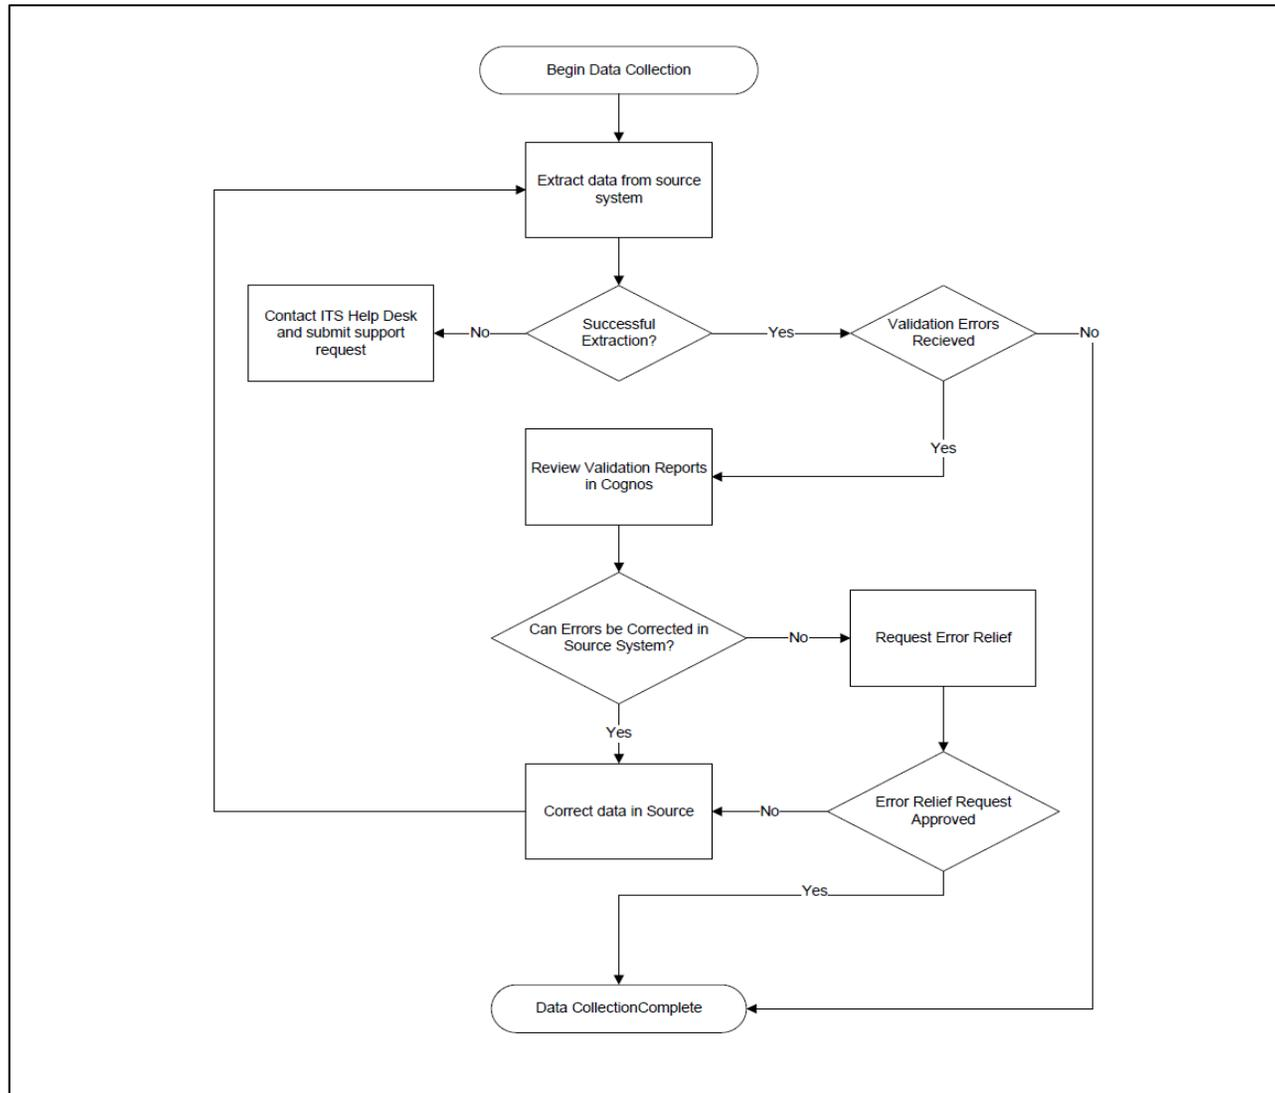 Begin Data Collection
Extract data from source
system
Contact ITS Help Desk
and submit support
request
No
Successful
Extraction?
Yes
Validation Errors
Recieved
No
Yes
Review Validation Reports
in Cognos
Can Errors be Corrected in
Source System?
No
Request Error Relief
Yes
Correct data in Source
No
Error Relief Request
Approved
Yes
Data CollectionComplete